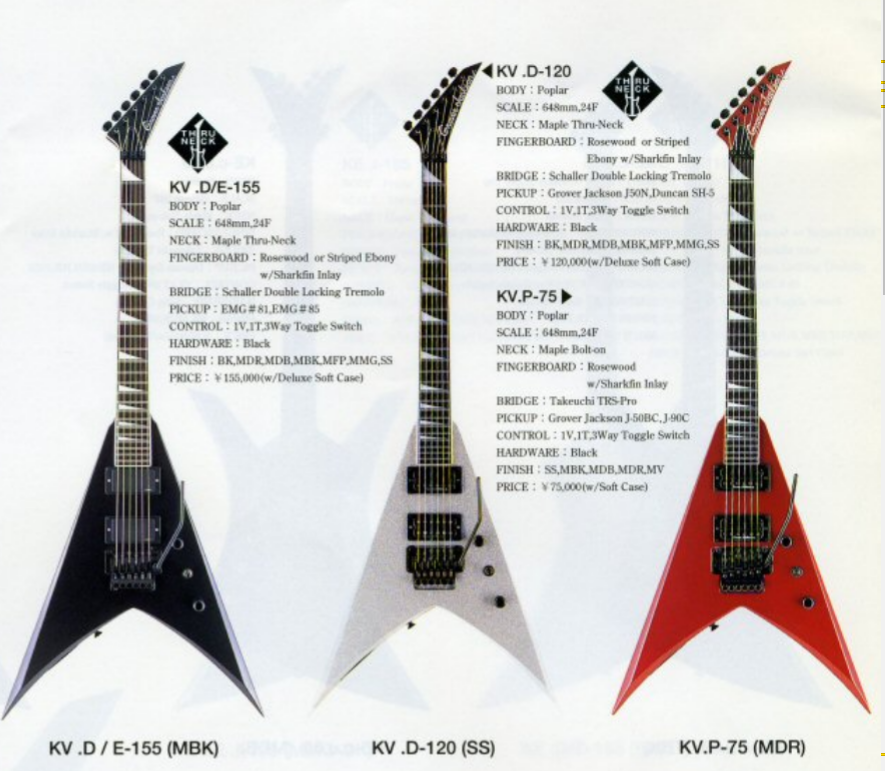 THRU
NECK
KV .D/E-155
BODY : Poplar
SCALE : 648mm,24F
NECK : Maple Thru-Neck
FINGERBOARD : Rosewood or Striped Ebony
w/Sharkfin Inlay
BRIDGE : Schaller Double Locking Tremolo
PICKUP : EMG#81,EMG#85
CONTROL : 1V,1T,3Way Toggle Switch
HARDWARE : Black
FINISH : BK,MDR,MDB,MBK,MFP,MMG,SS
PRICE : ¥155,000(w/Deluxe Soft Case)
◀KV .D-120
THRU
NECK
BODY : Poplar
SCALE : 648mm,24F
NECK : Maple Thru-Neck
FINGERBOARD : Rosewood or Striped
Ebony w/Sharkfin Inlay
BRIDGE : Schaller Double Locking Tremolo
PICKUP : Grover Jackson J50N,Duncan SH-5
CONTROL : 1V,1T,3Way Toggle Switch
HARDWARE : Black
FINISH : BK,MDR,MDB,MBK,MFP,MMG,SS
PRICE : ¥120,000(w/Deluxe Soft Case)
KV.P-75▶
BODY : Poplar
SCALE : 648mm,24F
NECK : Maple Bolt-on
FINGERBOARD : Rosewood
w/Sharkfin Inlay
BRIDGE : Takeuchi TRS-Pro
PICKUP : Grover Jackson J-50BC, J-90C
CONTROL : 1V,1T,3Way Toggle Switch
HARDWARE : Black
FINISH : SS,MBK,MDB,MDR,MV
PRICE : ¥75,000(w/Soft Case)
Grover Jackson
Grover Jackson
Grover Jackson
KV .D / E-155 (MBK)
KV .D-120 (SS)
KV.P-75 (MDR)